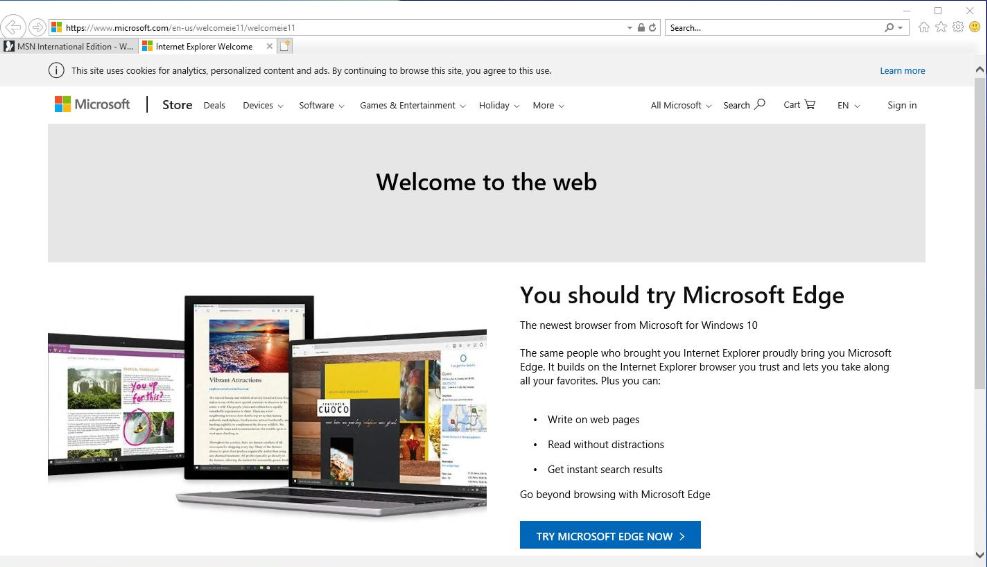 https://www.microsoft.com/en-us/welcomeie11/welcomeie11
Search...
MSN International Edition - W...
Internet Explorer Welcome
This site uses cookies for analytics, personalized content and ads. By continuing to browse this site, you agree to this use.
Learn more
Microsoft
Store
Deals
Devices
Software
Games & Entertainment
Holiday
More
All Microsoft
Search
Cart
EN
Sign in
Welcome to the web
You up for this?
Vibrant Attractions
CUOCO
You should try Microsoft Edge
The newest browser from Microsoft for Windows 10
The same people who brought you Internet Explorer proudly bring you Microsoft
Edge. It builds on the Internet Explorer browser you trust and lets you take along
all your favorites. Plus you can:
• Write on web pages
• Read without distractions
• Get instant search results
Go beyond browsing with Microsoft Edge
TRY MICROSOFT EDGE NOW